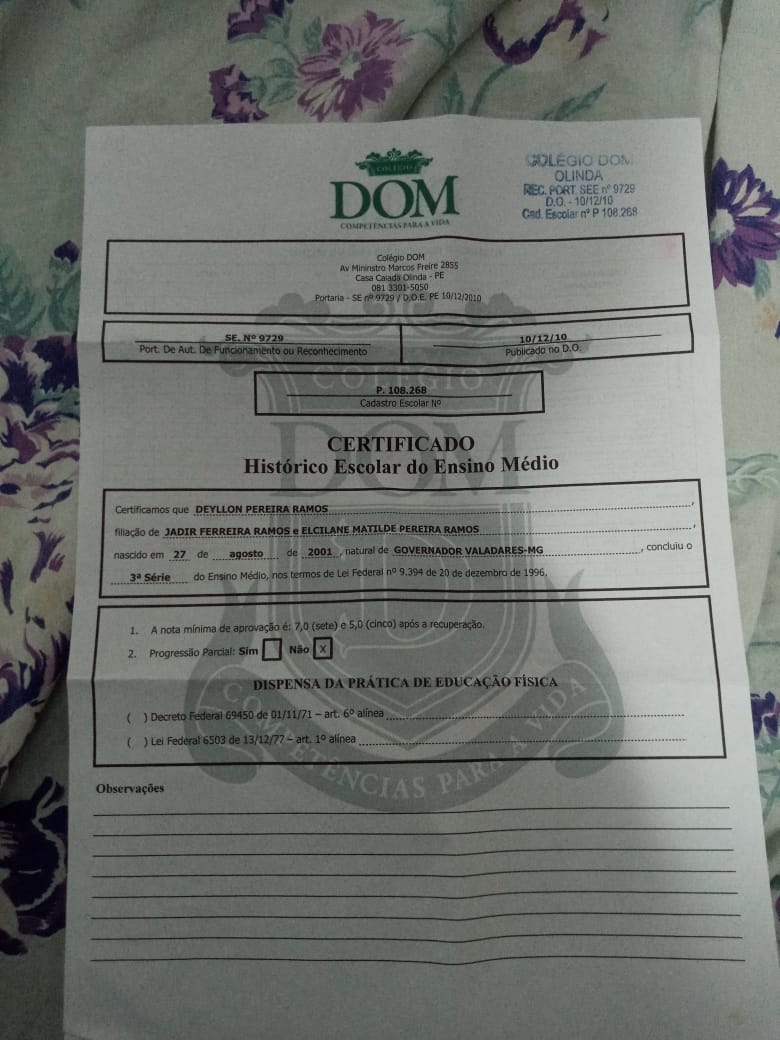 COLÉGIO
DOM
COMPETÊNCIAS PARA A VIDA
COLÉGIO DOM
OLINDA
REC. PORT. SEE nº 9729
D.O. - 10/12/10
Cad. Escolar nº P 108.268
Colégio DOM
Av Mininstro Marcos Freire 2855
Casa Caiada Olinda - PE
081 3301-5050
Portaria - SE nº 9729 / D.O.E. PE 10/12/2010
SE. Nº 9729
Port. De Aut. De Funcionamento ou Reconhecimento
10/12/10
Publicado no D.O.
P. 108.268
Cadastro Escolar Nº
COLÉGIO
DOM
CERTIFICADO
Histórico Escolar do Ensino Médio
Certificamos que DEYLLON PEREIRA RAMOS,
filiação de JADIR FERREIRA RAMOS e ELCILANE MATILDE PEREIRA RAMOS,
nascido em 27 de agosto de 2001, natural de GOVERNADOR VALADARES-MG, concluiu o
3ª Série do Ensino Médio, nos termos de Lei Federal nº 9.394 de 20 de dezembro de 1996.
1. A nota mínima de aprovação é: 7,0 (sete) e 5,0 (cinco) após a recuperação.
2. Progressão Parcial: Sim Não X
DISPENSA DA PRÁTICA DE EDUCAÇÃO FÍSICA
( ) Decreto Federal 69450 de 01/11/71 – art. 6º alínea
( ) Lei Federal 6503 de 13/12/77 – art. 1º alínea
COMPETÊNCIAS PARA A VIDA
Observações